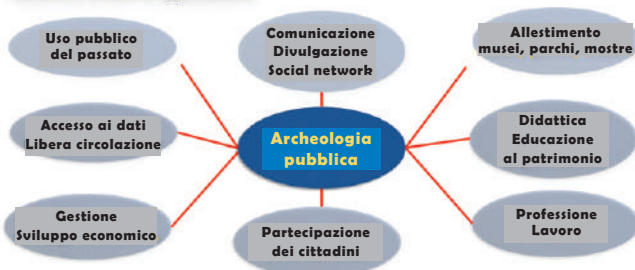 Uso pubblico
del passato
Comunicazione
Divulgazione
Social network
Allestimento
musei, parchi, mostre
Accesso ai dati
Libera circolazione
Archeologia
pubblica
Didattica
Educazione
al patrimonio
Gestione
Sviluppo economico
Partecipazione
dei cittadini
Professione
Lavoro